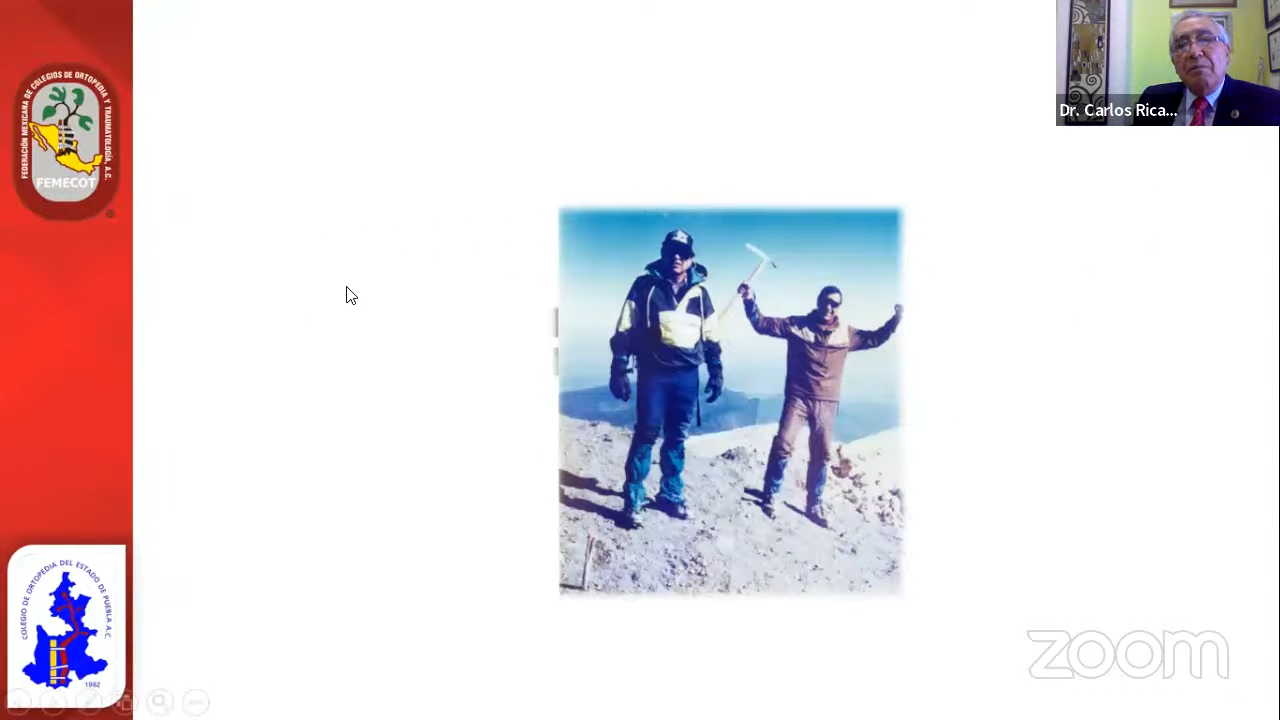 FEDERACIÓN MEXICANA DE COLEGIOS DE ORTOPEDIA Y TRAUMATOLOGÍA, A.C.
FEMECOT
®
Dr. Carlos Rica...
COLEGIO DE ORTOPEDIA DEL ESTADO DE PUEBLA A.C.
1982
zoom